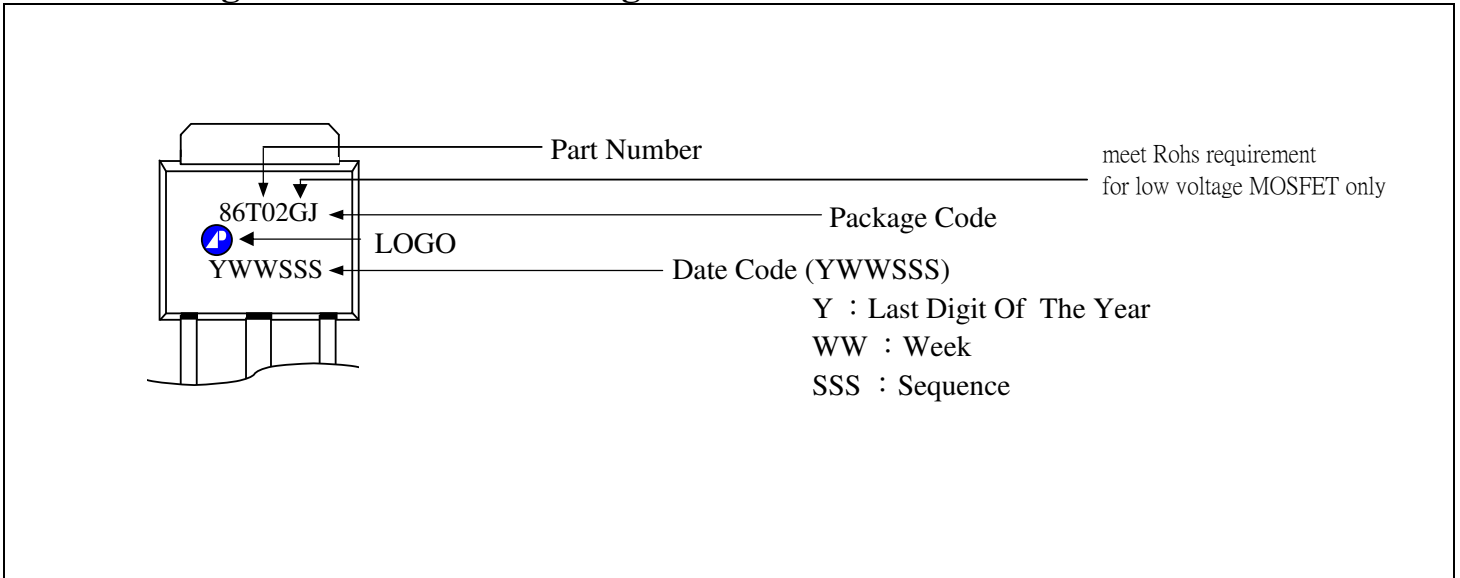 Part Number
meet Rohs requirement
for low voltage MOSFET only
86T02GJ
Package Code
LOGO
YWWSSS
Date Code (YWWSSS)
Y : Last Digit Of The Year
WW : Week
SSS : Sequence